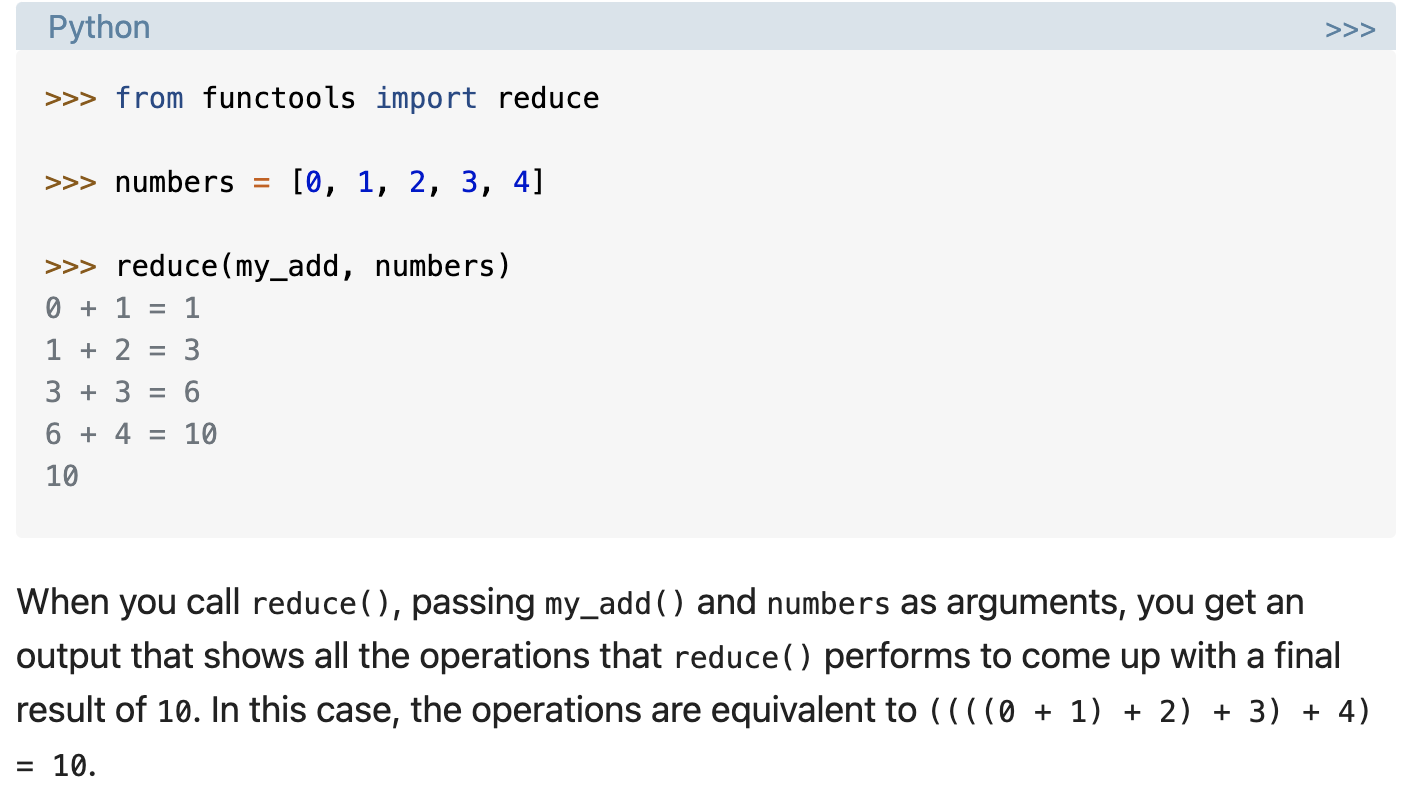 Python >>>
>>> from functools import reduce
>>> numbers = [0, 1, 2, 3, 4]
>>> reduce(my_add, numbers)
0 + 1 = 1
1 + 2 = 3
3 + 3 = 6
6 + 4 = 10
10
When you call reduce(), passing my_add() and numbers as arguments, you get an
output that shows all the operations that reduce() performs to come up with a final
result of 10. In this case, the operations are equivalent to ((((0 + 1) + 2) + 3) + 4)
= 10.